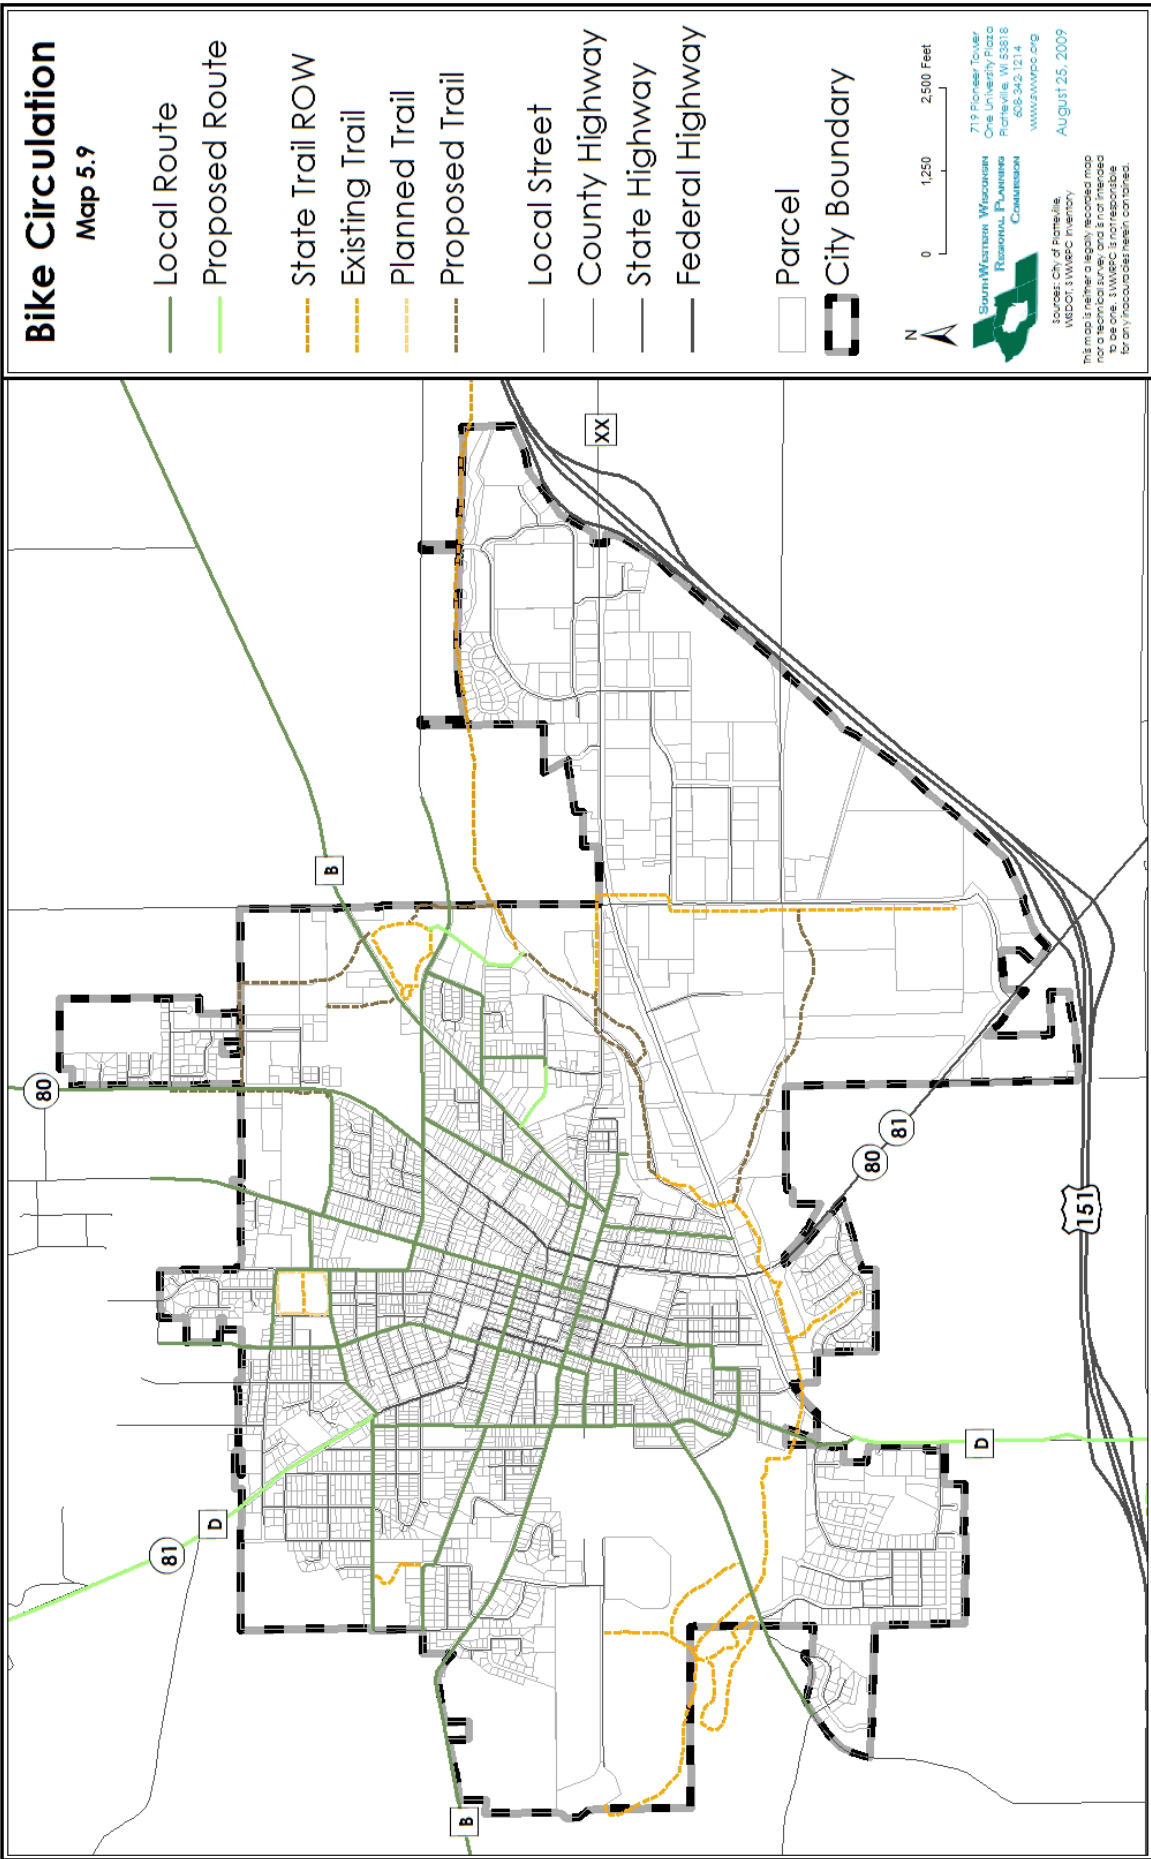 Bike Circulation
Map 5.9
Local Route
Proposed Route
State Trail ROW
Existing Trail
Planned Trail
Proposed Trail
Local Street
County Highway
State Highway
Federal Highway
Parcel
City Boundary
N
0 1,250 2,500 Feet
SOUTHWESTERN WISCONSIN
REGIONAL PLANNING
COMMISSION
719 Pioneer Tower
One University Plaza
Platteville, WI 53818
608-342-1214
www.swwrpc.org
Sources: City of Platteville,
WISDOT, SWWRPC Inventory
This map is neither a legally recorded map
nor a technical survey and is not intended
to be one. SWWRPC is not responsible
for any inaccuracies herein contained.
August 25, 2009
80
B
XX
81
D
80
81
B
D
151